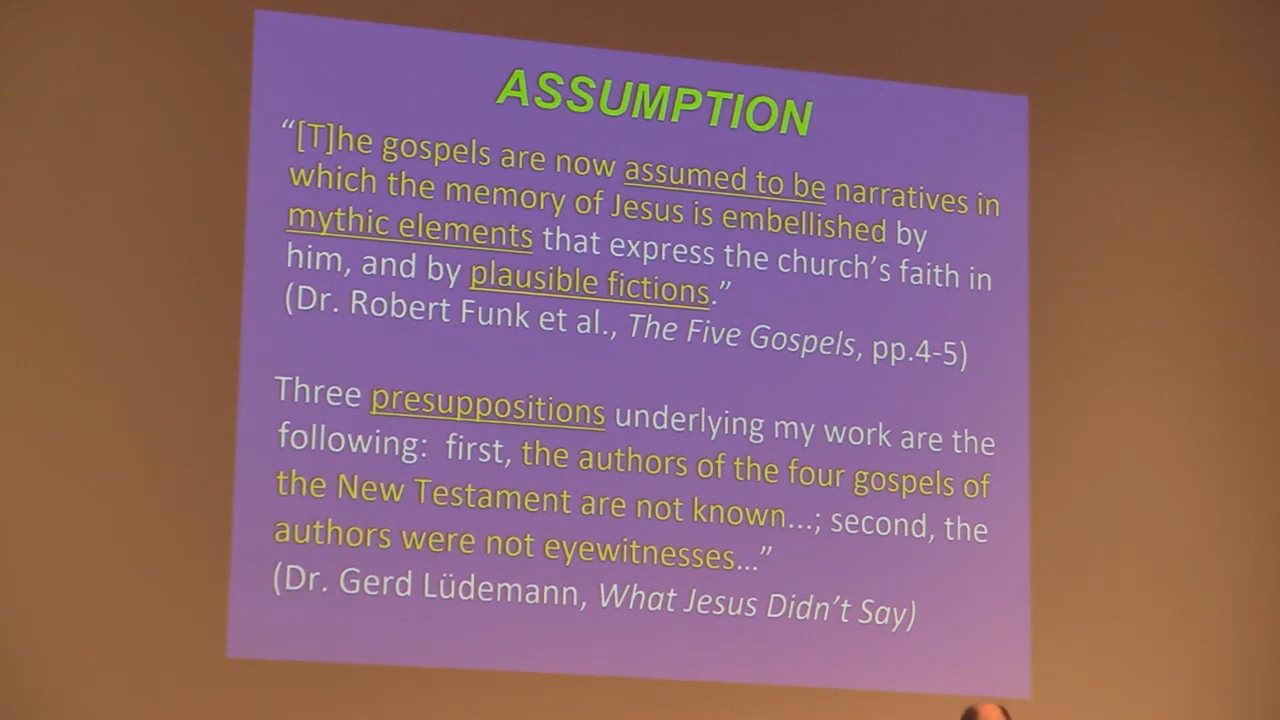 ASSUMPTION
“[T]he gospels are now assumed to be narratives in
which the memory of Jesus is embellished by
mythic elements that express the church’s faith in
him, and by plausible fictions.”
(Dr. Robert Funk et al., The Five Gospels, pp.4-5)
Three presuppositions underlying my work are the
following: first, the authors of the four gospels of
the New Testament are not known...; second, the
authors were not eyewitnesses...”
(Dr. Gerd Lüdemann, What Jesus Didn’t Say)